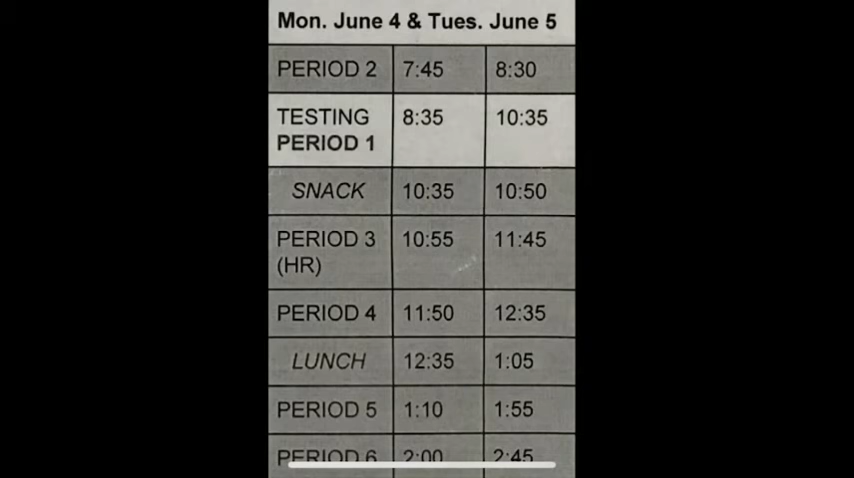 Mon. June 4 & Tues. June 5
PERIOD 2 7:45 8:30
TESTING 8:35 10:35
PERIOD 1
SNACK 10:35 10:50
PERIOD 3 10:55 11:45
(HR)
PERIOD 4 11:50 12:35
LUNCH 12:35 1:05
PERIOD 5 1:10 1:55
PERIOD 6 2:00 2:45